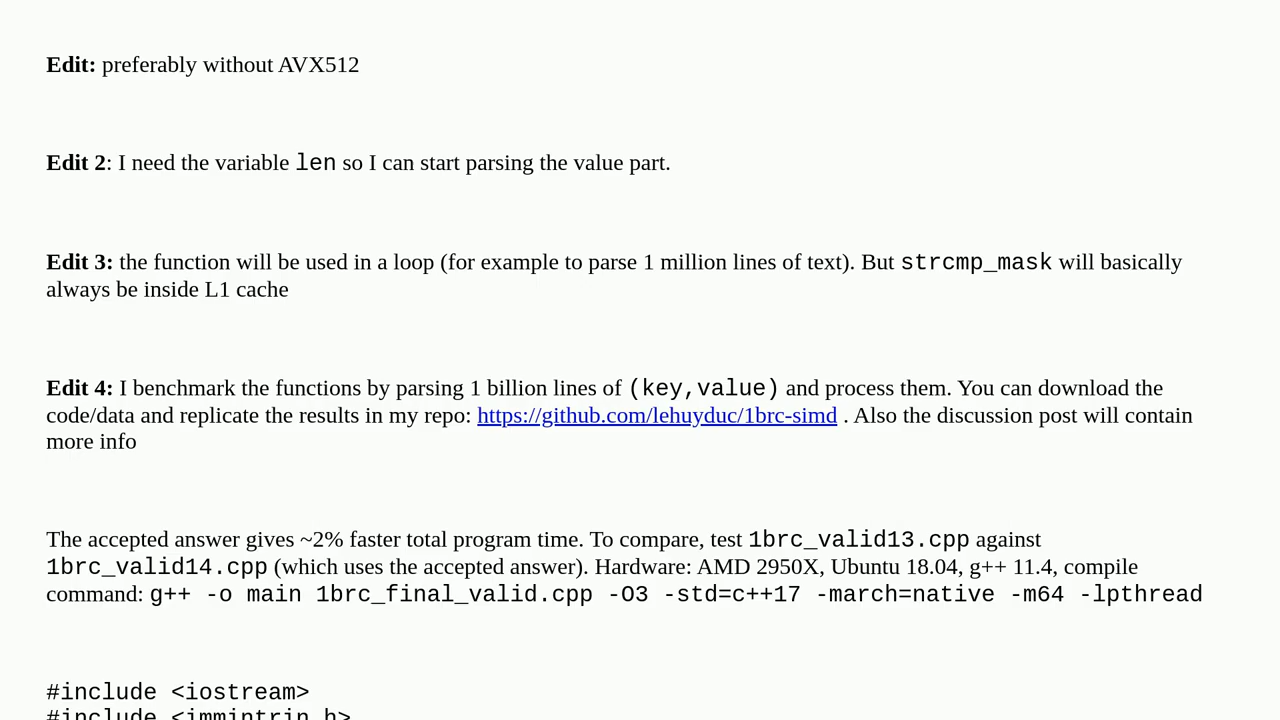 Edit: preferably without AVX512
Edit 2: I need the variable len so I can start parsing the value part.
Edit 3: the function will be used in a loop (for example to parse 1 million lines of text). But strcmp_mask will basically
always be inside L1 cache
Edit 4: I benchmark the functions by parsing 1 billion lines of (key,value) and process them. You can download the
code/data and replicate the results in my repo: https://github.com/lehuyduc/1brc-simd . Also the discussion post will contain
more info
The accepted answer gives ~2% faster total program time. To compare, test 1brc_valid13.cpp against
1brc_valid14.cpp (which uses the accepted answer). Hardware: AMD 2950X, Ubuntu 18.04, g++ 11.4, compile
command: g++ -o main 1brc_final_valid.cpp -O3 -std=c++17 -march=native -m64 -lpthread
#include <iostream>
#include <immintrin.h>